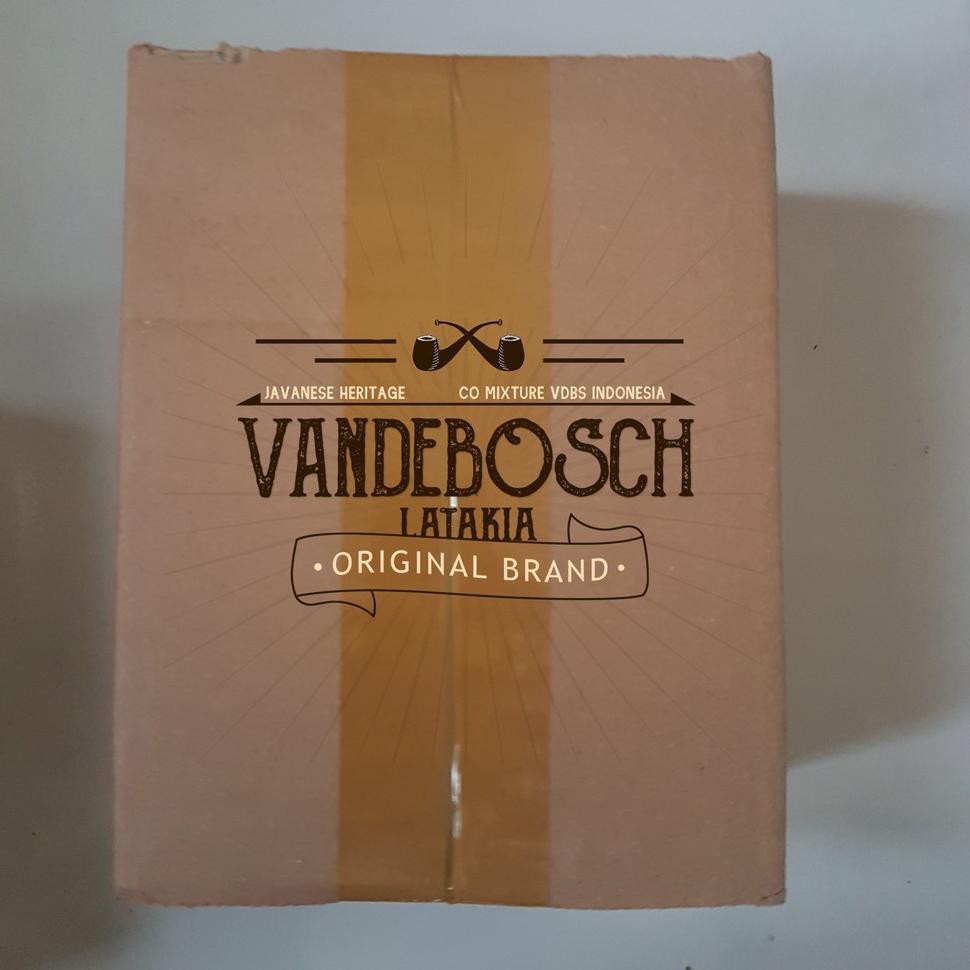 JAVANESE HERITAGE CO MIXTURE VDBS INDONESIA
VANDEBOSCH
LATAKIA
• ORIGINAL BRAND •